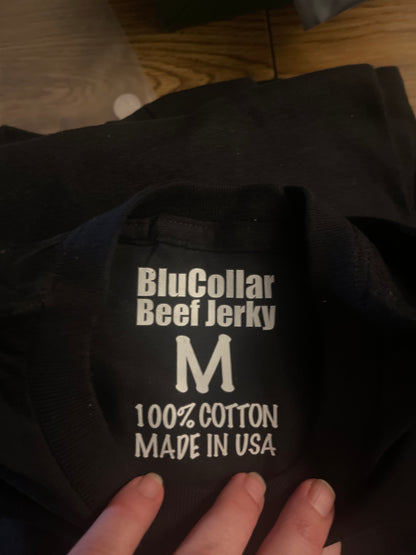 BluCollar
Beef Jerky
M
100% COTTON
MADE IN USA